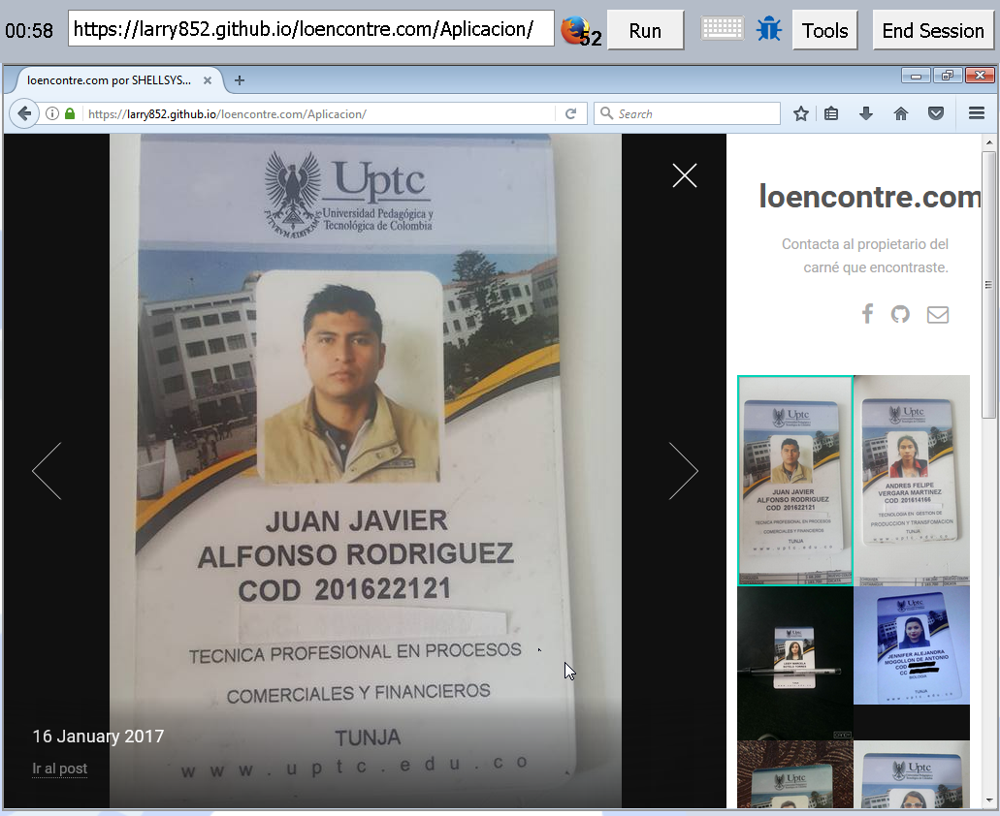 00:58
https://larry852.github.io/loencontre.com/Aplicacion/
52
Run
Tools
End Session
loencontre.com por SHELLSYS...
https://larry852.github.io/loencontre.com/Aplicacion/
Search
Uptc
Universidad Pedagógica y
Tecnológica de Colombia
JUAN JAVIER
ALFONSO RODRIGUEZ
COD 201622121
TECNICA PROFESIONAL EN PROCESOS
COMERCIALES Y FINANCIEROS
TUNJA
www.uptc.edu.co
16 January 2017
Ir al post
loencontre.com
Contacta al propietario del
carné que encontraste.
Uptc
JUAN JAVIER
ALFONSO RODRIGUEZ
COD 201622121
TECNICA PROFESIONAL EN PROCESOS
COMERCIALES Y FINANCIEROS
TUNJA
www.uptc.edu.co
Uptc
ANDRES FELIPE
VERGARA MARTINEZ
COD 201614166
TECNOLOGIA EN GESTION DE
PRODUCCION Y TRANSFOMACION
TUNJA
www.uptc.edu.co
Uptc
JENNIFER ALEJANDRA
MOGOLLON DE ANTONIO
COD
CC
BIOLOGIA
TUNJA
www.uptc.edu.co
Uptc
Uptc